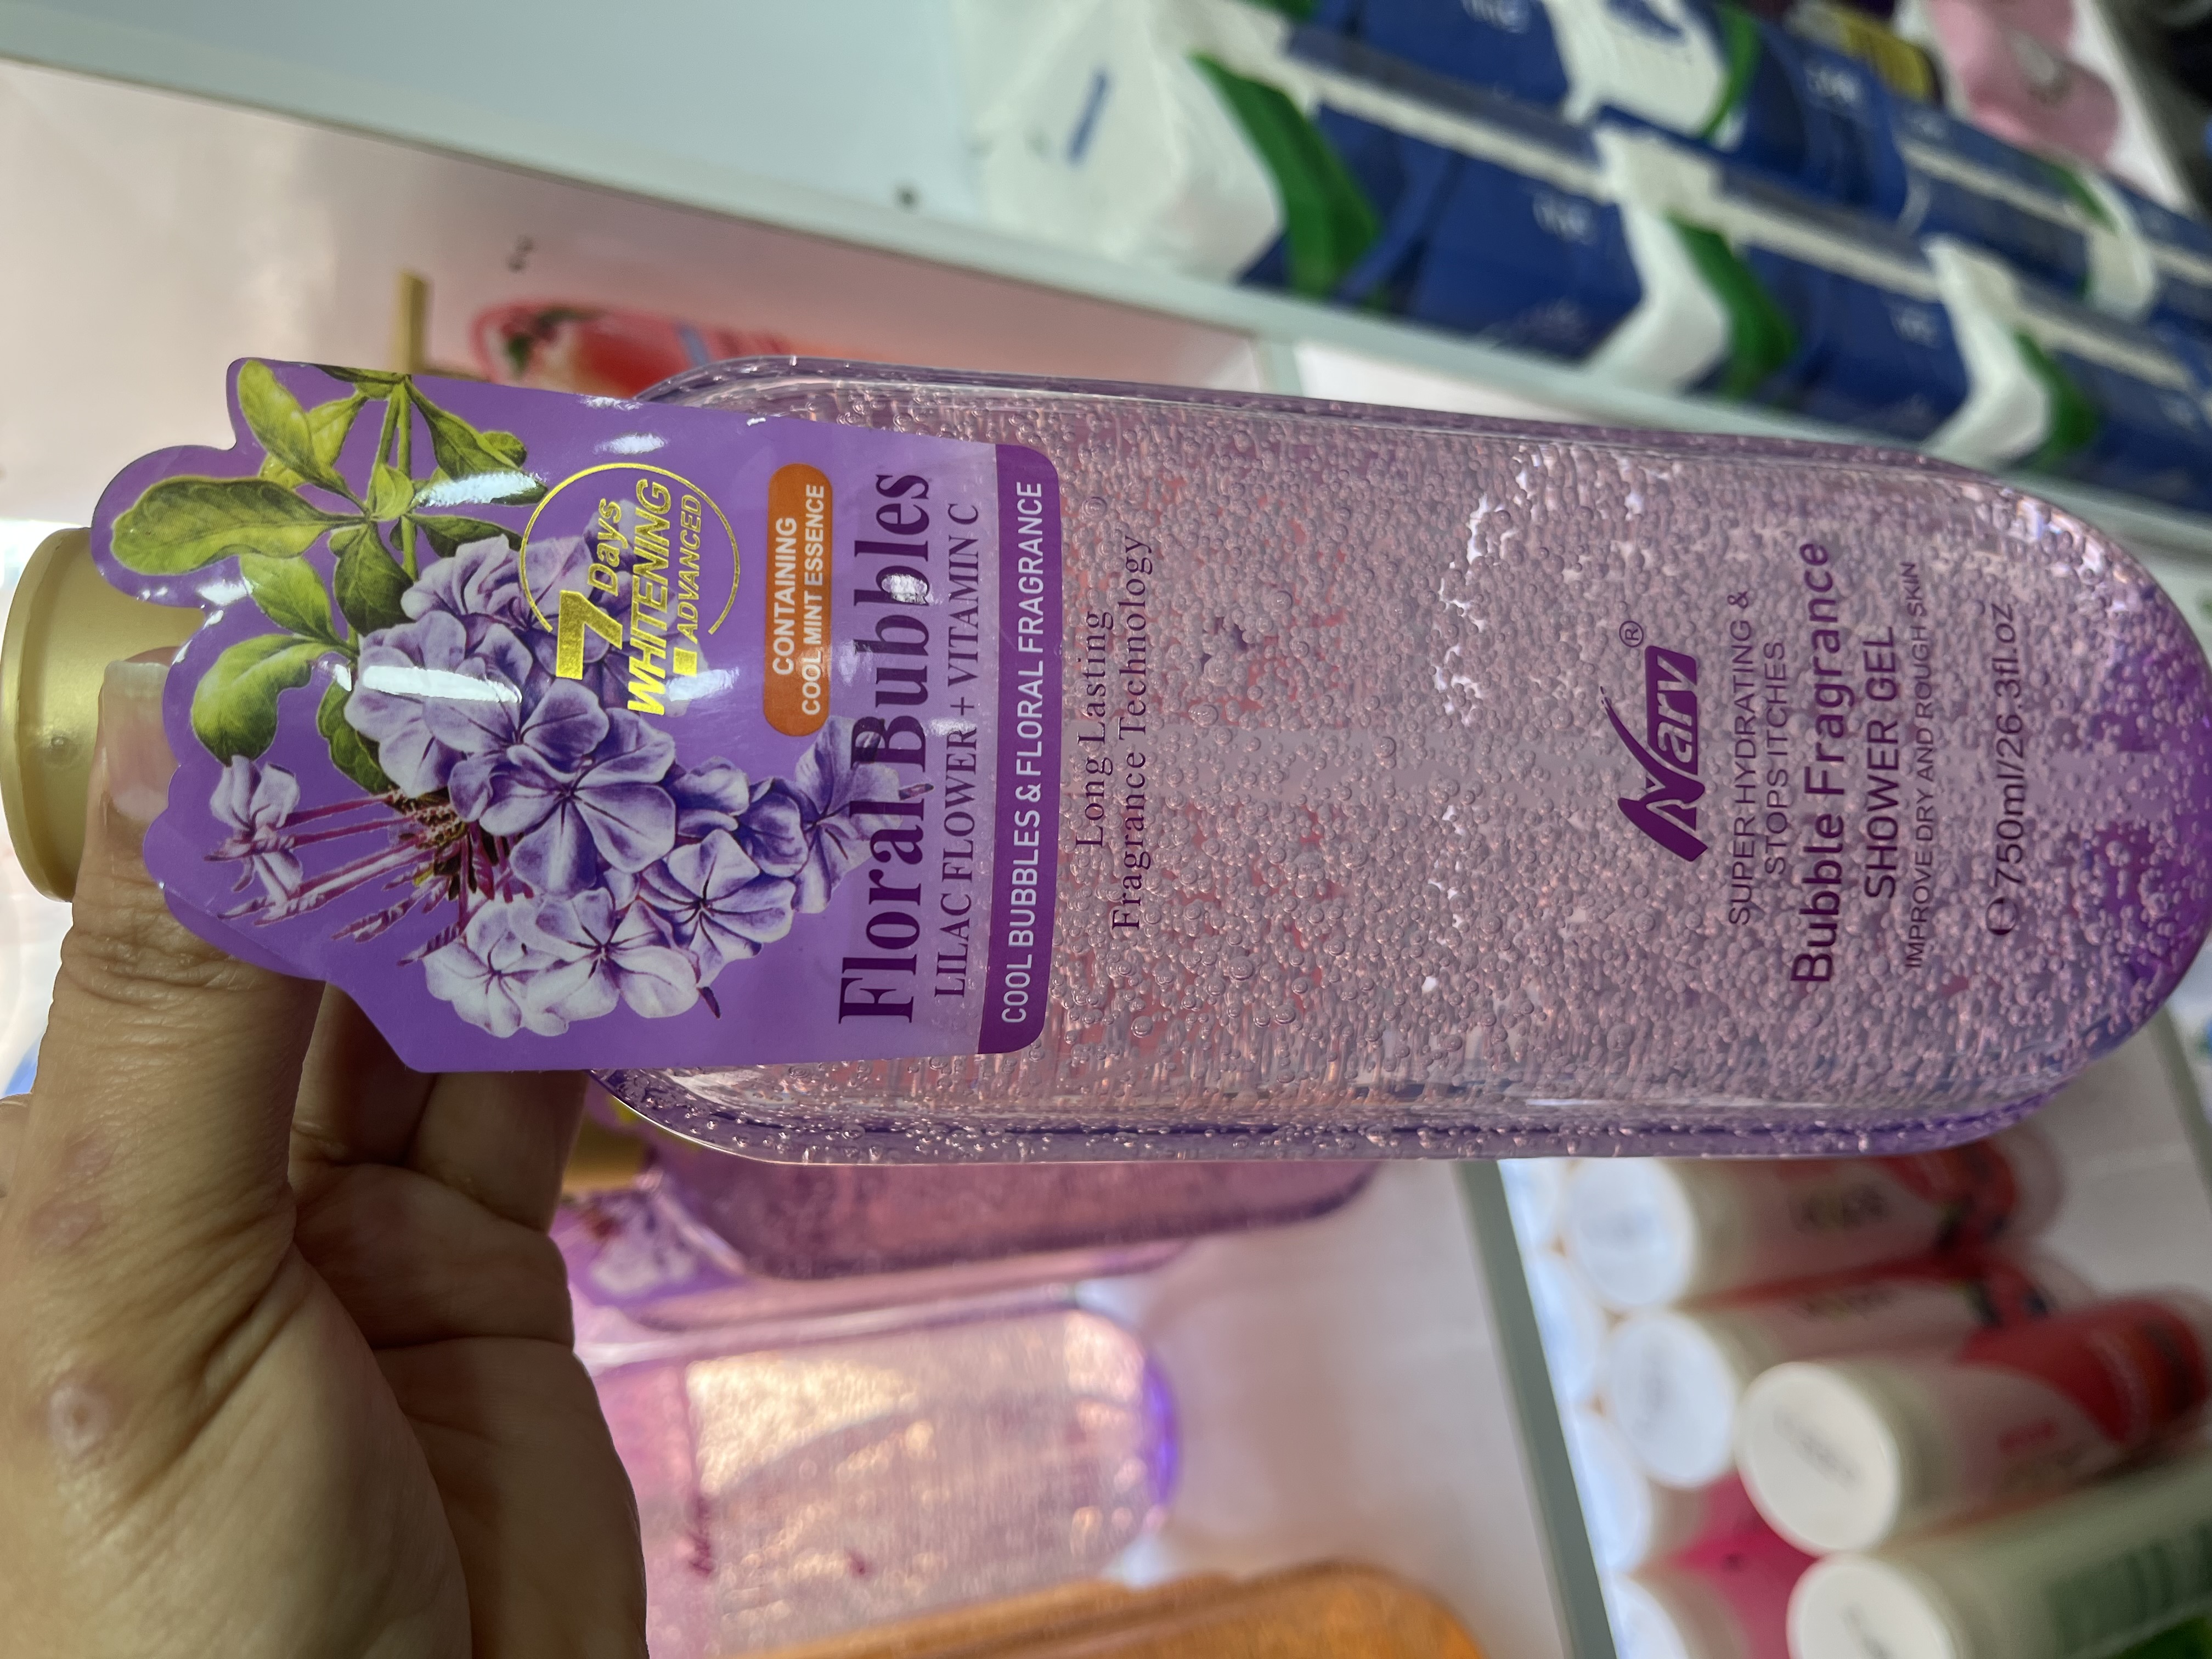 7 Days
WHITENING
ADVANCED
CONTAINING
COOL MINT ESSENCE
Floral Bubbles
LILAC FLOWER + VITAMIN C
COOL BUBBLES & FLORAL FRAGRANCE
Long Lasting
Fragrance Technology
Narv®
SUPER HYDRATING &
STOPS ITCHES
Bubble Fragrance
SHOWER GEL
IMPROVE DRY AND ROUGH SKIN
℮750ml/26.3fl.oz